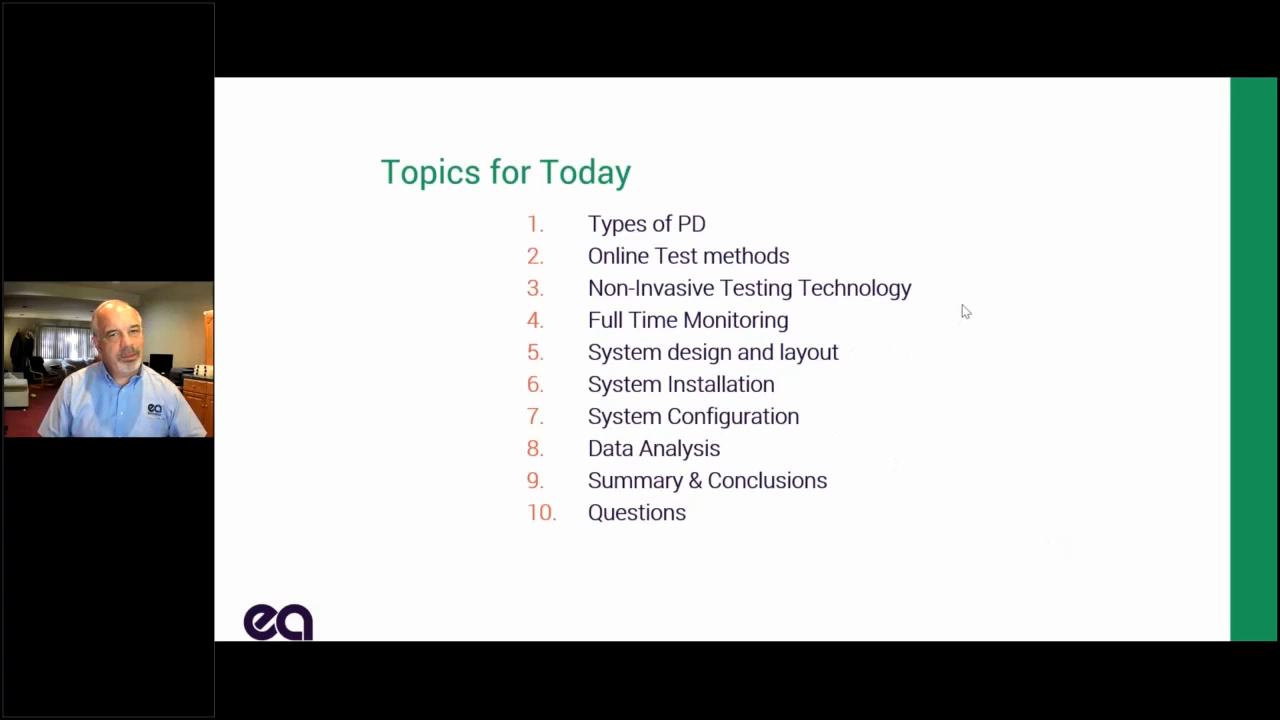 Topics for Today
1. Types of PD
2. Online Test methods
3. Non-Invasive Testing Technology
4. Full Time Monitoring
5. System design and layout
6. System Installation
7. System Configuration
8. Data Analysis
9. Summary & Conclusions
10. Questions
ea
ea